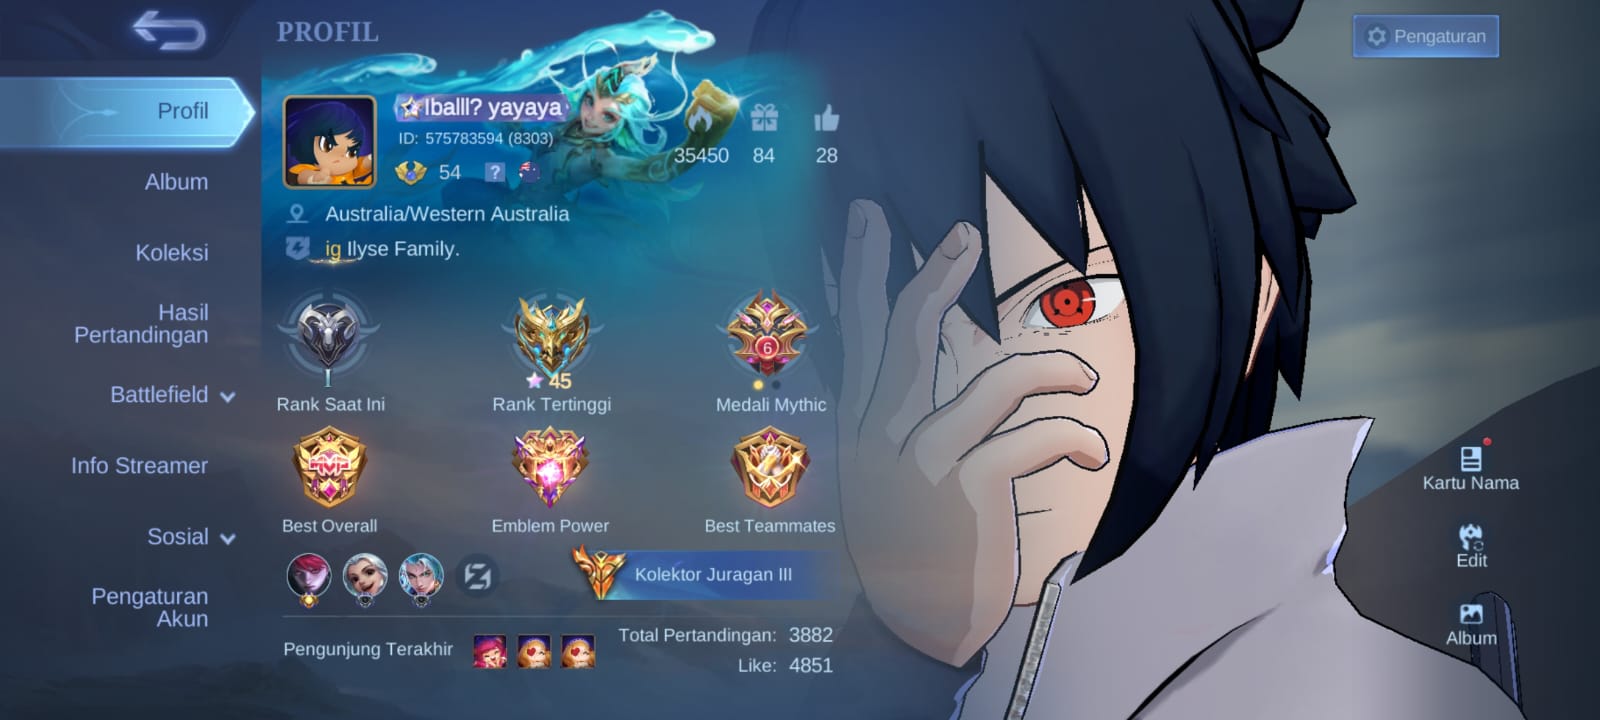 PROFIL
Pengaturan
Profil
Album
Koleksi
Hasil
Pertandingan
Battlefield
Info Streamer
Sosial
Pengaturan
Akun
Iballl? yayaya
ID: 575783594 (8303)
54
?
35450
84
28
Australia/Western Australia
ig Ilyse Family.
I
Rank Saat Ini
45
Rank Tertinggi
6
Medali Mythic
MVP
Best Overall
Emblem Power
Best Teammates
Kolektor Juragan III
Pengunjung Terakhir
Total Pertandingan: 3882
Like: 4851
Kartu Nama
Edit
Album